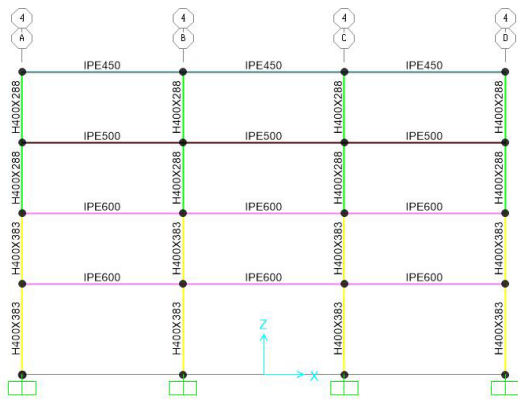 4 4 4 4
A B C D
IPE450 IPE450 IPE450
H400X288 H400X288 H400X288 H400X288
IPE500 IPE500 IPE500
H400X288 H400X288 H400X288 H400X288
IPE600 IPE600 IPE600
H400X383 H400X383 H400X383 H400X383
IPE600 IPE600 IPE600
H400X383 H400X383 H400X383 H400X383
Z
X